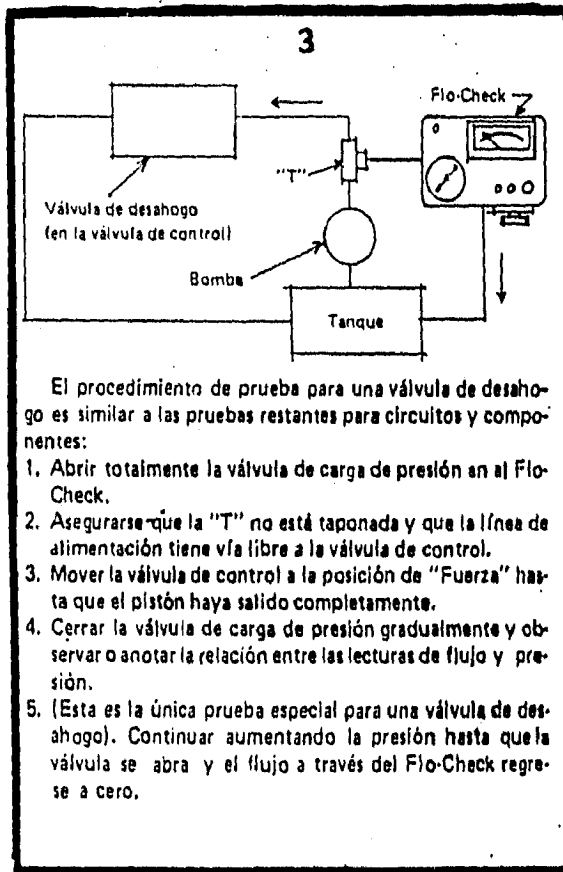 3
Flo-Check
"T"
Válvula de desahogo
(en la válvula de control)
Bomba
Tanque
El procedimiento de prueba para una válvula de desaho-
go es similar a las pruebas restantes para circuitos y compo-
nentes:
1. Abrir totalmente la válvula de carga de presión en al Flo-
Check.
2. Asegurarse que la "T" no está taponada y que la línea de
alimentación tiene vía libre a la válvula de control.
3. Mover la válvula de control a la posición de "Fuerza" has-
ta que el pistón haya salido completamente.
4. Cerrar la válvula de carga de presión gradualmente y ob-
servar o anotar la relación entre las lecturas de flujo y pre-
sión.
5. (Esta es la única prueba especial para una válvula de des-
ahogo). Continuar aumentando la presión hasta que la
válvula se abra y el flujo a través del Flo-Check regre-
se a cero.